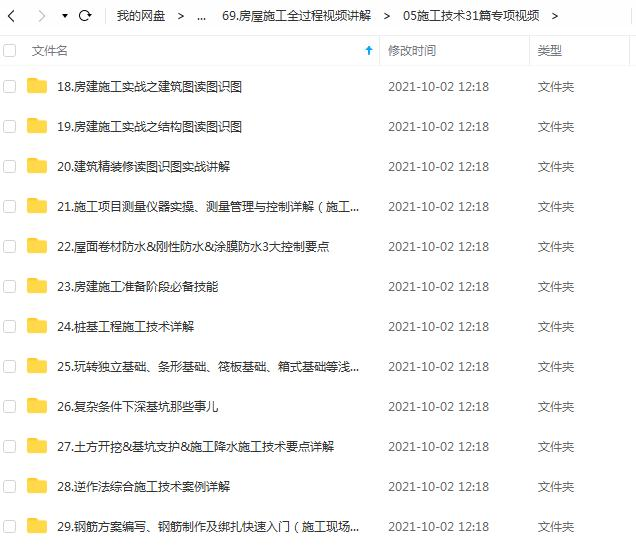 我的网盘 > ... 69.房屋施工全过程视频讲解 > 05施工技术31篇专项视频 >
文件名 修改时间 类型
18.房建施工实战之建筑图读图识图 2021-10-02 12:18 文件夹
19.房建施工实战之结构图读图识图 2021-10-02 12:18 文件夹
20.建筑精装修读图识图实战讲解 2021-10-02 12:18 文件夹
21.施工项目测量仪器实操、测量管理与控制详解（施工... 2021-10-02 12:18 文件夹
22.屋面卷材防水&刚性防水&涂膜防水3大控制要点 2021-10-02 12:18 文件夹
23.房建施工准备阶段必备技能 2021-10-02 12:18 文件夹
24.桩基工程施工技术详解 2021-10-02 12:18 文件夹
25.玩转独立基础、条形基础、筏板基础、箱式基础等浅... 2021-10-02 12:18 文件夹
26.复杂条件下深基坑那些事儿 2021-10-02 12:18 文件夹
27.土方开挖&基坑支护&施工降水施工技术要点详解 2021-10-02 12:18 文件夹
28.逆作法综合施工技术案例详解 2021-10-02 12:18 文件夹
29.钢筋方案编写、钢筋制作及绑扎快速入门（施工现场... 2021-10-02 12:18 文件夹